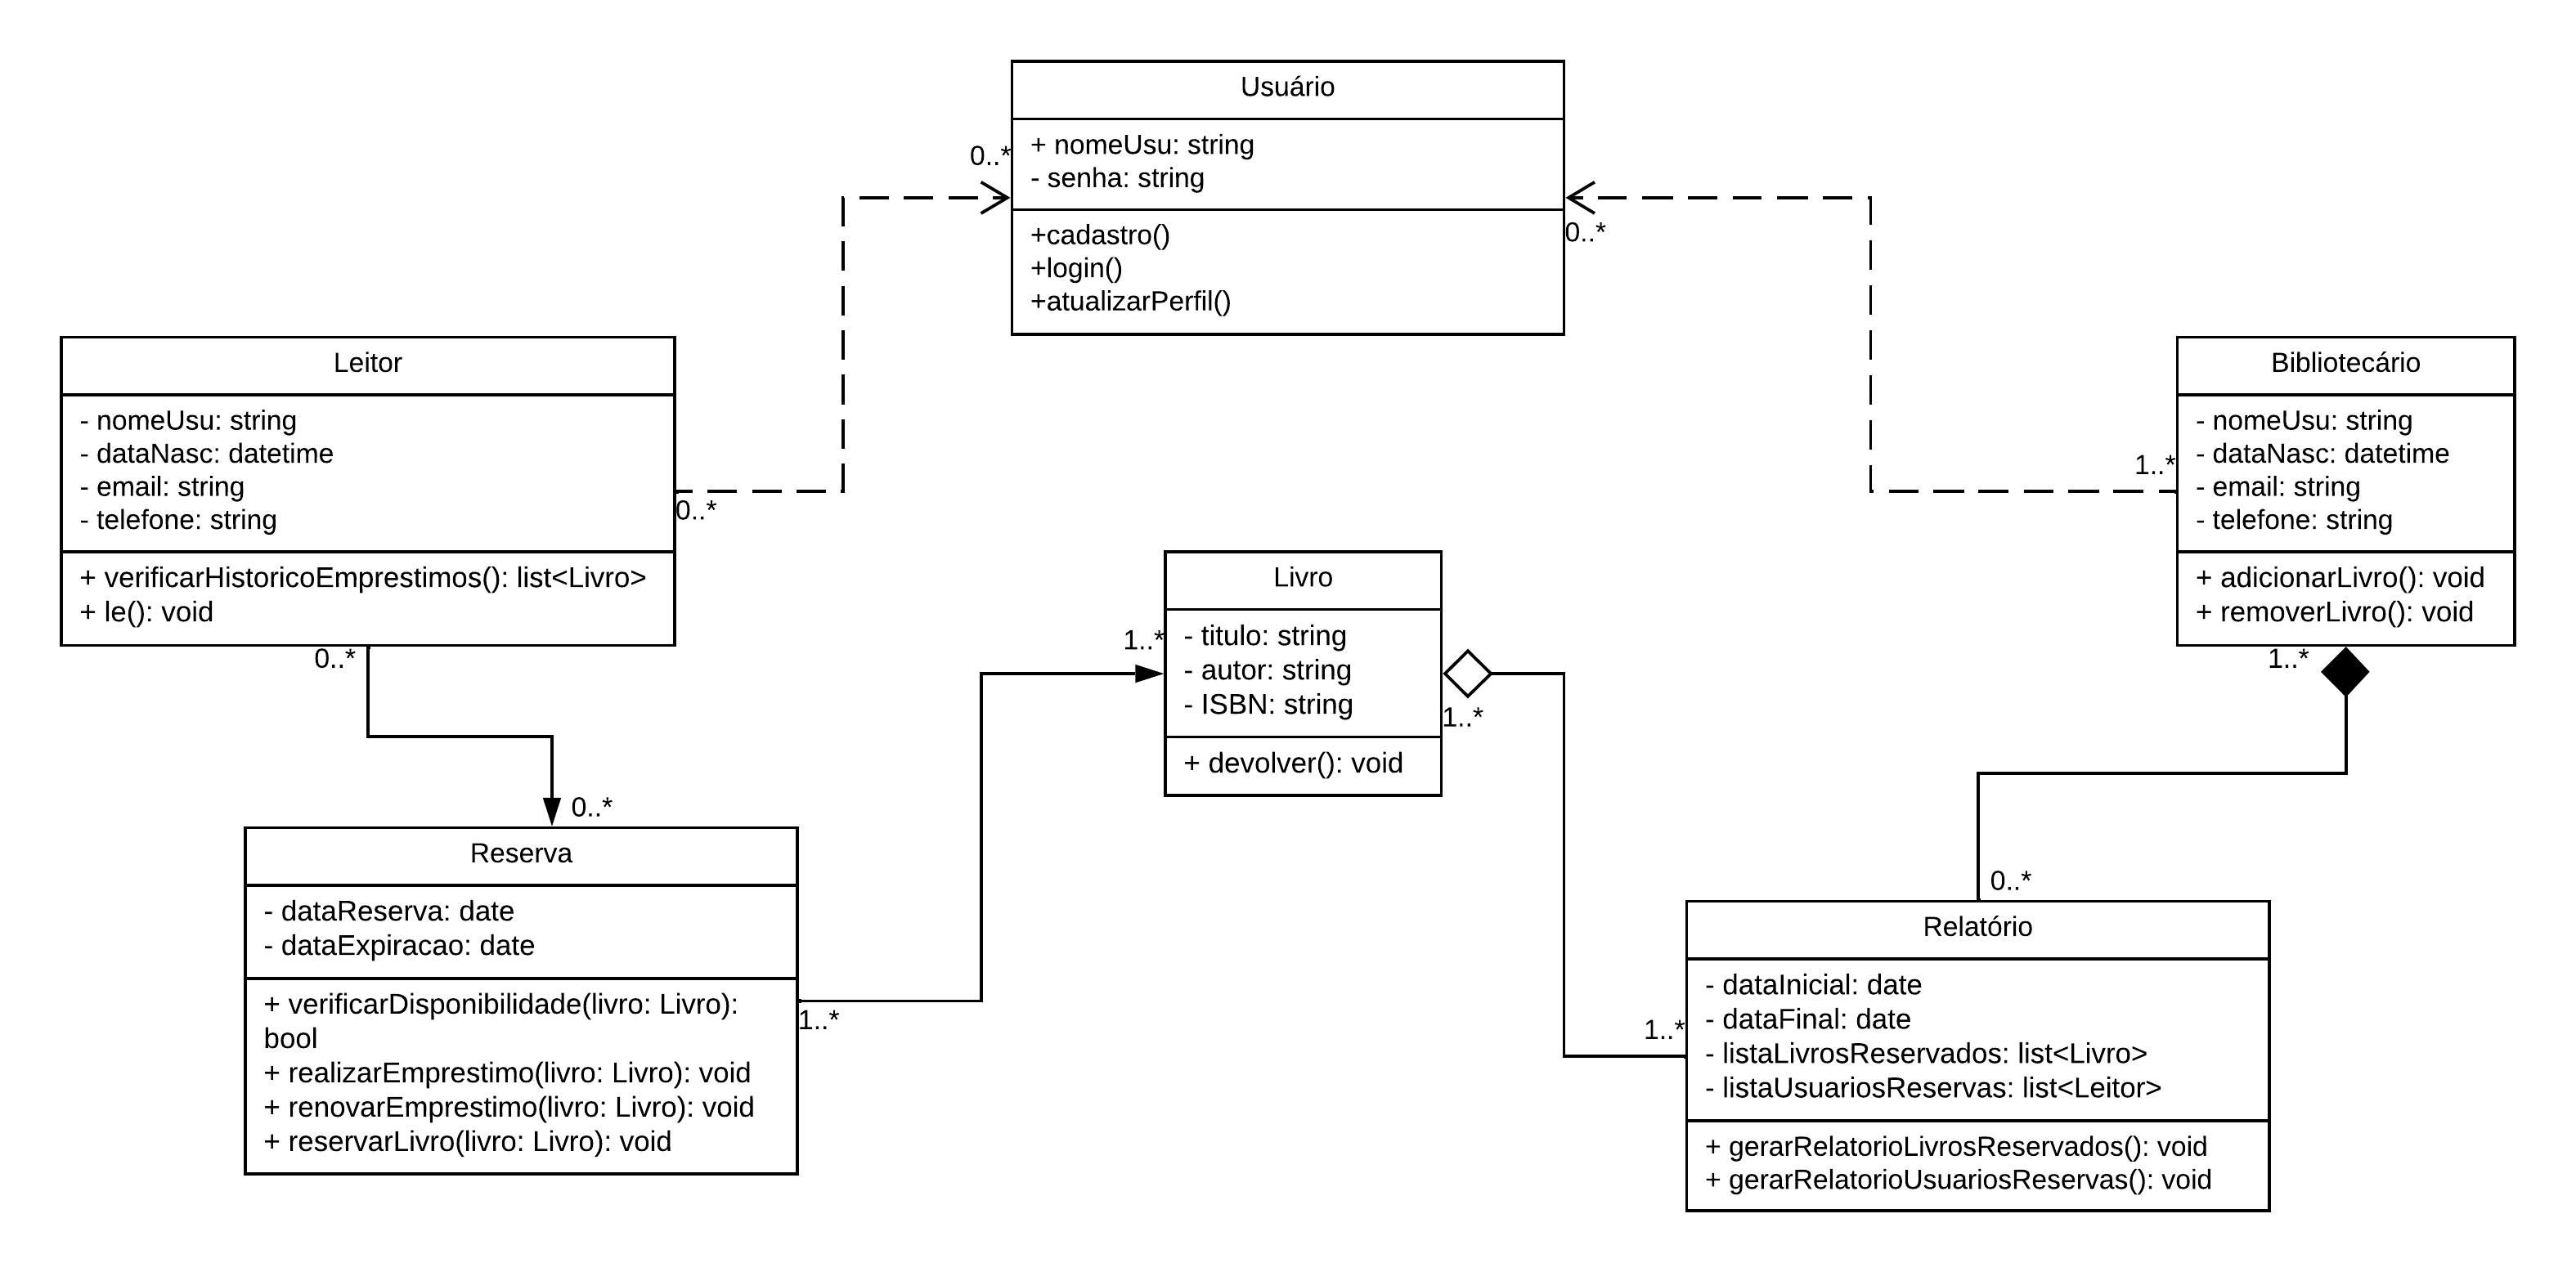 Usuário
+ nomeUsu: string
- senha: string
+cadastro()
+login()
+atualizarPerfil()
0..*
0..*
Leitor
- nomeUsu: string
- dataNasc: datetime
- email: string
- telefone: string
+ verificarHistoricoEmprestimos(): list<Livro>
+ le(): void
0..*
0..*
Bibliotecário
- nomeUsu: string
- dataNasc: datetime
- email: string
- telefone: string
+ adicionarLivro(): void
+ removerLivro(): void
1..*
1..*
Livro
- titulo: string
- autor: string
- ISBN: string
+ devolver(): void
1..*
1..*
0..*
Reserva
- dataReserva: date
- dataExpiracao: date
+ verificarDisponibilidade(livro: Livro):
bool
+ realizarEmprestimo(livro: Livro): void
+ renovarEmprestimo(livro: Livro): void
+ reservarLivro(livro: Livro): void
1..*
0..*
Relatório
- dataInicial: date
- dataFinal: date
- listaLivrosReservados: list<Livro>
- listaUsuariosReservas: list<Leitor>
+ gerarRelatorioLivrosReservados(): void
+ gerarRelatorioUsuariosReservas(): void
1..*